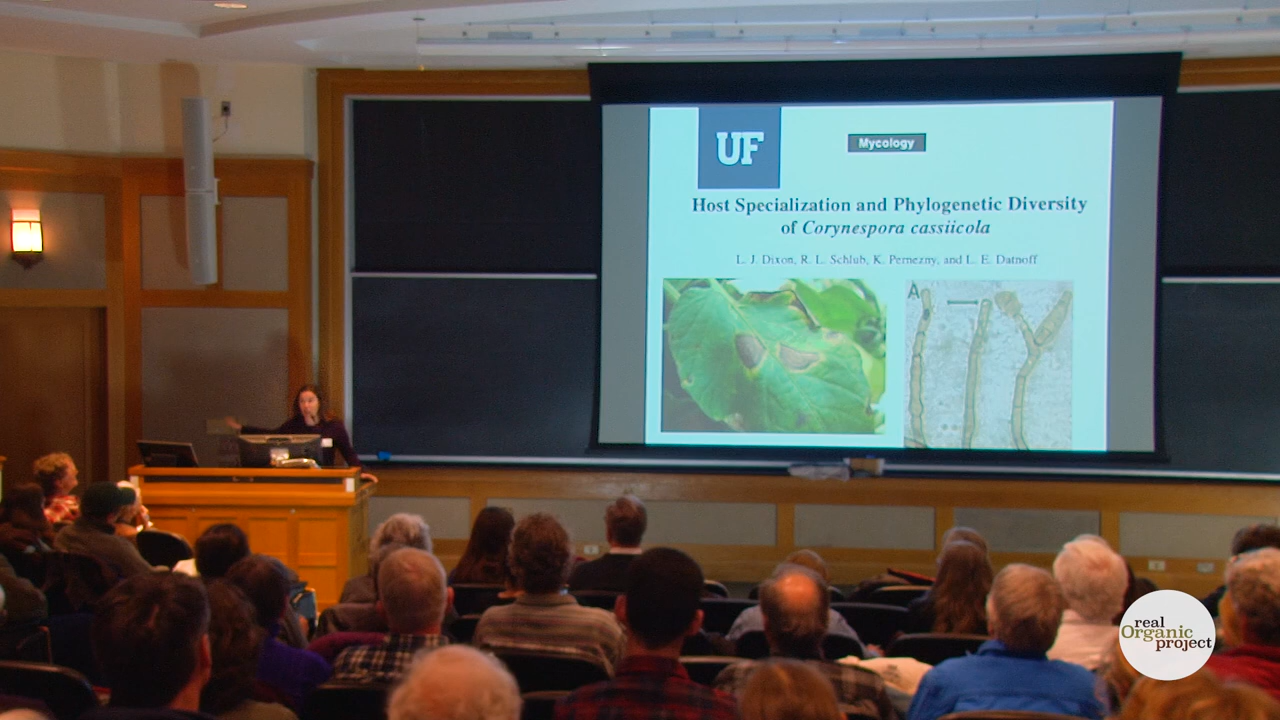 UF
Mycology
Host Specialization and Phylogenetic Diversity
of Corynespora cassiicola
L. J. Dixon, R. L. Schlub, K. Pernezny, and L. E. Datnoff
A
real
Organic
project